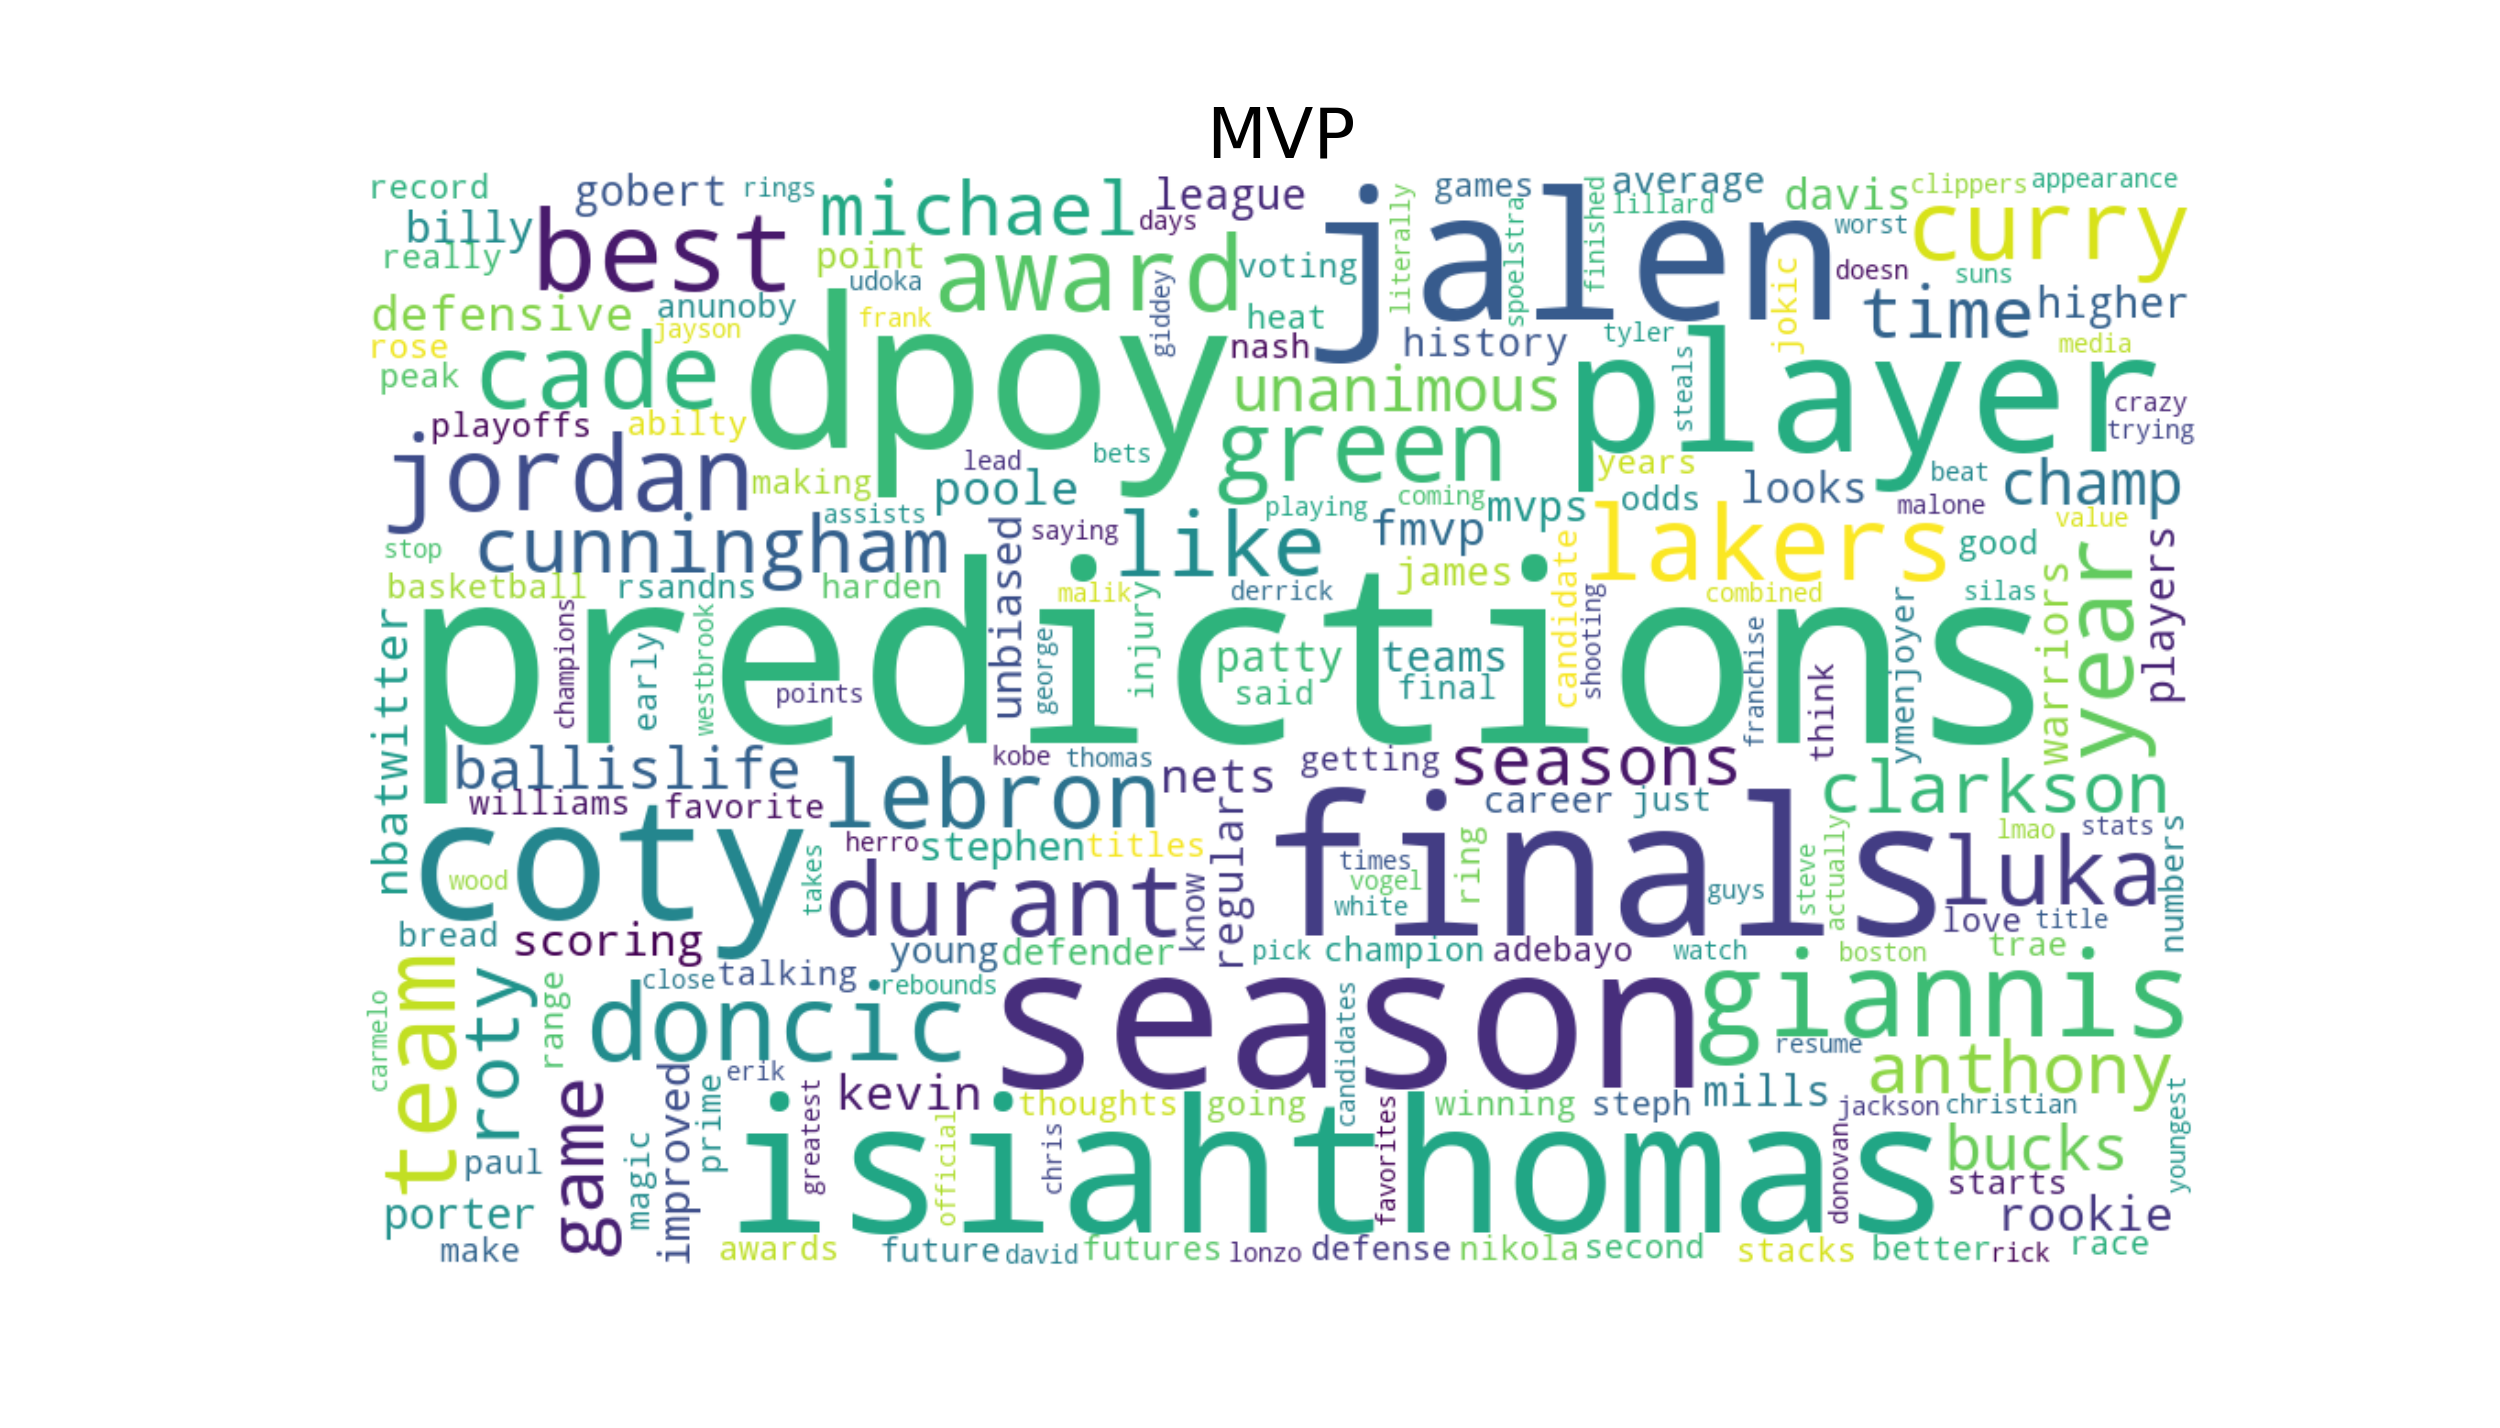 MVP
record
gobert
rings
michael
league
games
average
davis
clippers
appearance
billy
best
days
jalen
literally
finished
lillard
worst
curry
really
point
award
voting
spoelstra
doesn
suns
udoka
giddey
jokic
time
higher
defensive
anunoby
jayson
frank
heat
history
tyler
media
rose
cade
dpoy
nash
player
peak
unanimous
steals
crazy
trying
playoffs
abilty
jordan
making
lead
bets
green
years
looks
beat
champ
poole
playing
coming
mvps
odds
malone
value
cunningham
assists
unbiased
saying
like
fmvp
lakers
good
players
stop
basketball
rsandns
harden
malik
derrick
james
candidate
combined
silas
year
warriors
ymenjoyer
nbatwitter
predictions
champions
early
westbrook
points
george
injury
patty
said
teams
final
shooting
franchise
think
ballislife
lebron
kobe
thomas
nets
getting
seasons
clarkson
williams
favorite
career
just
regular
coty
herro
stephen
titles
finals
times
vogel
white
ring
guys
steve
actually
lmao
stats
luka
numbers
wood
takes
durant
know
love
title
bread
scoring
young
defender
pick
champion
adebayo
watch
boston
trae
team
roty
range
close
talking
rebounds
season
candidates
giannis
carmelo
doncic
resume
anthony
game
improved
prime
erik
kevin
thoughts
going
winning
steph
mills
jackson
christian
youngest
greatest
isiahthomas
official
chris
favorites
donovan
bucks
paul
magic
starts
porter
rookie
make
awards
future
david
futures
lonzo
defense
nikola
second
stacks
better
rick
race